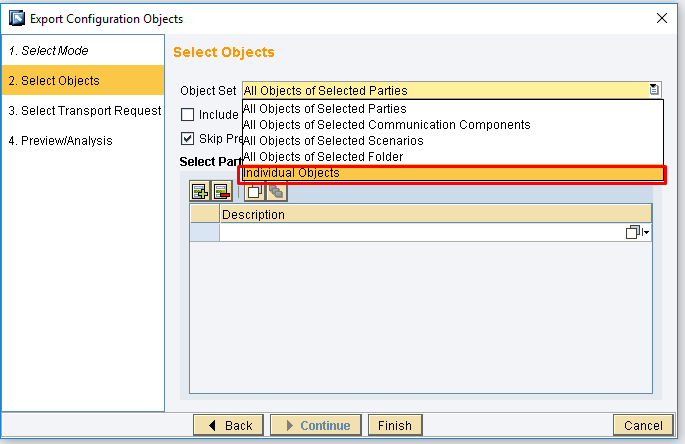 Export Configuration Objects
1. Select Mode
2. Select Objects
3. Select Transport Request
4. Preview/Analysis
Select Objects
Object Set All Objects of Selected Parties
All Objects of Selected Parties
All Objects of Selected Communication Components
All Objects of Selected Scenarios
All Objects of Selected Folder
Individual Objects
Include
Skip Pre
Select Part
Description
Back
Continue
Finish
Cancel